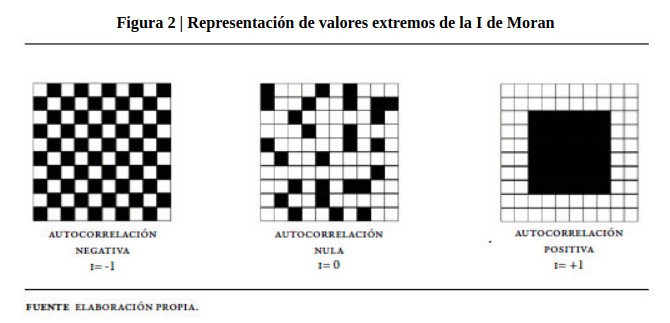 Figura 2 | Representación de valores extremos de la I de Moran
AUTOCORRELACIÓN
NEGATIVA
I= -1
AUTOCORRELACIÓN
NULA
I= 0
AUTOCORRELACIÓN
POSITIVA
I= +1
FUENTE ELABORACIÓN PROPIA.